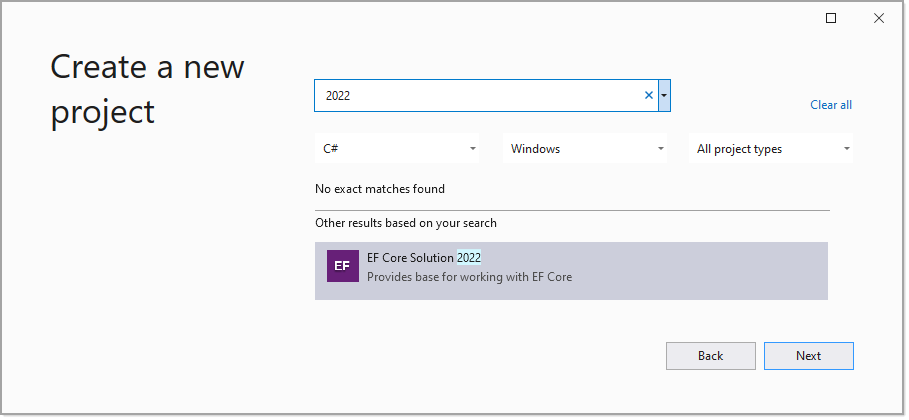 Create a new
project
2022
Clear all
C#
Windows
All project types
No exact matches found
Other results based on your search
EF
EF Core Solution 2022
Provides base for working with EF Core
Back
Next